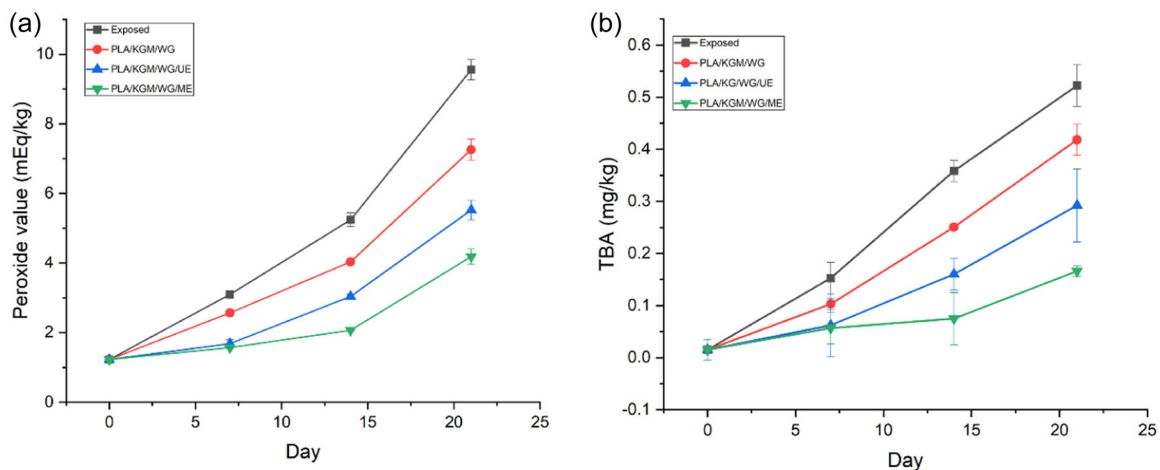 (a)
Exposed
PLA/KGM/WG
PLA/KGM/WG/UE
PLA/KGM/WG/ME
Peroxide value (mEq/kg)
10
8
6
4
2
0
0 5 10 15 20 25
Day
(b)
Exposed
PLA/KGM/WG
PLA/KG/WG/UE
PLA/KGM/WG/ME
TBA (mg/kg)
0.6
0.5
0.4
0.3
0.2
0.1
0.0
-0.1
0 5 10 15 20 25
Day